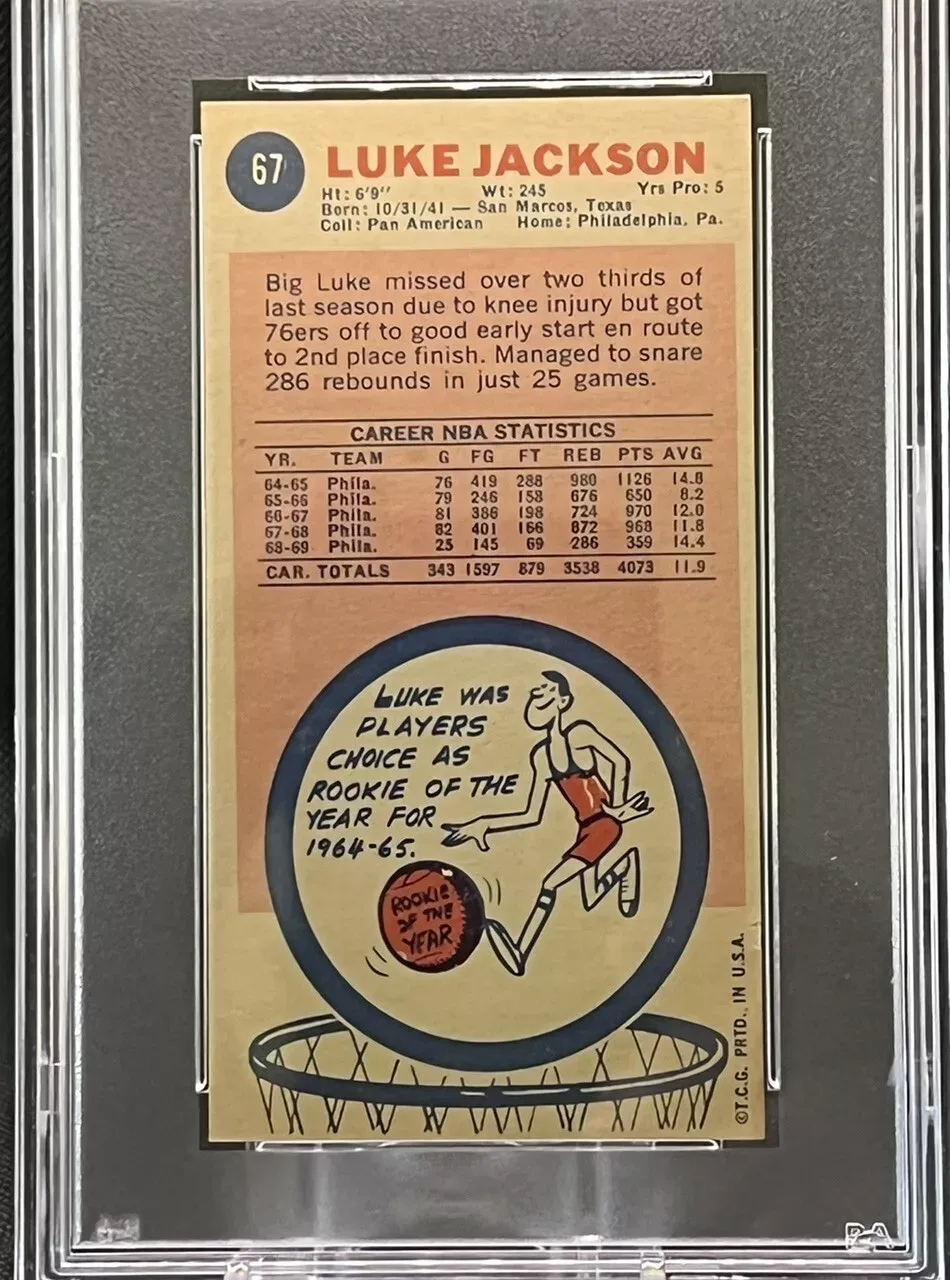 67
LUKE JACKSON
Ht: 6'9" Wt: 245 Yrs Pro: 5
Born: 10/31/41 — San Marcos, Texas
Coll: Pan American Home: Philadelphia, Pa.
Big Luke missed over two thirds of
last season due to knee injury but got
76ers off to good early start en route
to 2nd place finish. Managed to snare
286 rebounds in just 25 games.
CAREER NBA STATISTICS
YR. TEAM G FG FT REB PTS AVG
64-65 Phila. 76 419 288 980 1126 14.8
65-66 Phila. 79 246 158 676 650 8.2
66-67 Phila. 81 386 198 724 970 12.0
67-68 Phila. 82 401 166 872 968 11.8
68-69 Phila. 25 145 69 286 359 14.4
CAR. TOTALS 343 1597 879 3538 4073 11.9
LUKE WAS
PLAYERS
CHOICE AS
ROOKIE OF THE
YEAR FOR
1964-65.
ROOKIE
OF THE
YEAR
©T.C.G. PRTD. IN U.S.A.